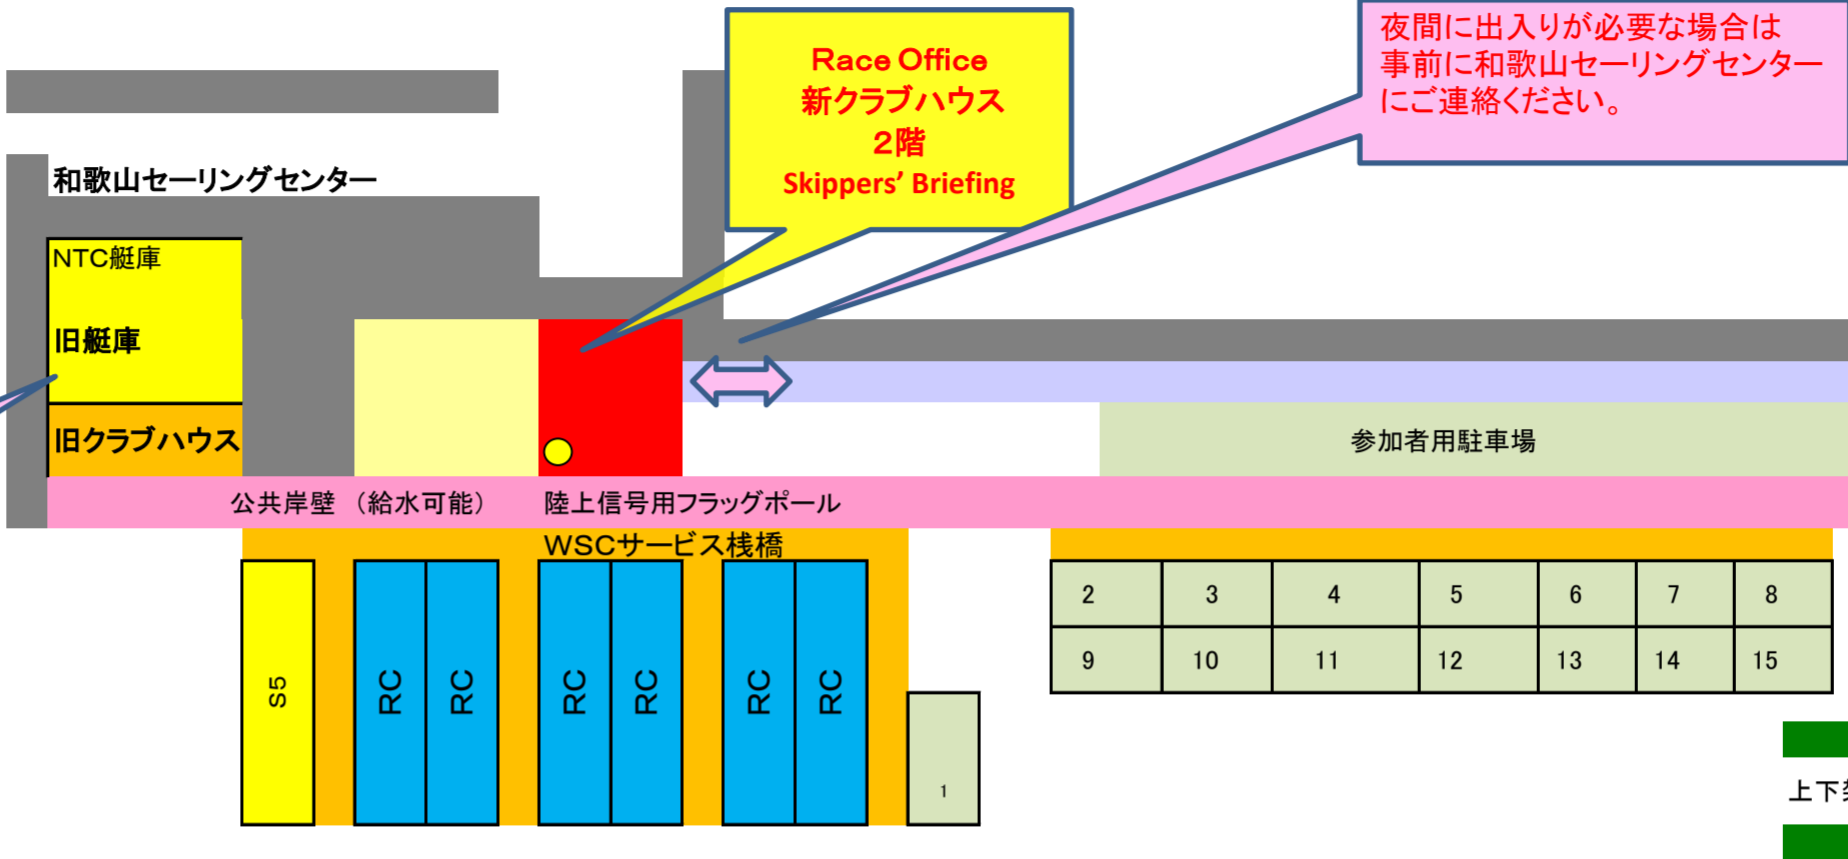 Race Office
新クラブハウス
２階
Skippers’ Briefing
夜間に出入りが必要な場合は
事前に和歌山セーリングセンター
にご連絡ください。
和歌山セーリングセンター
NTC艇庫
旧艇庫
旧クラブハウス
参加者用駐車場
公共岸壁 （給水可能） 陸上信号用フラッグポール
WSCサービス桟橋
S5
RC
RC
RC
RC
RC
RC
1
2 3 4 5 6 7 8
9 10 11 12 13 14 15
上下